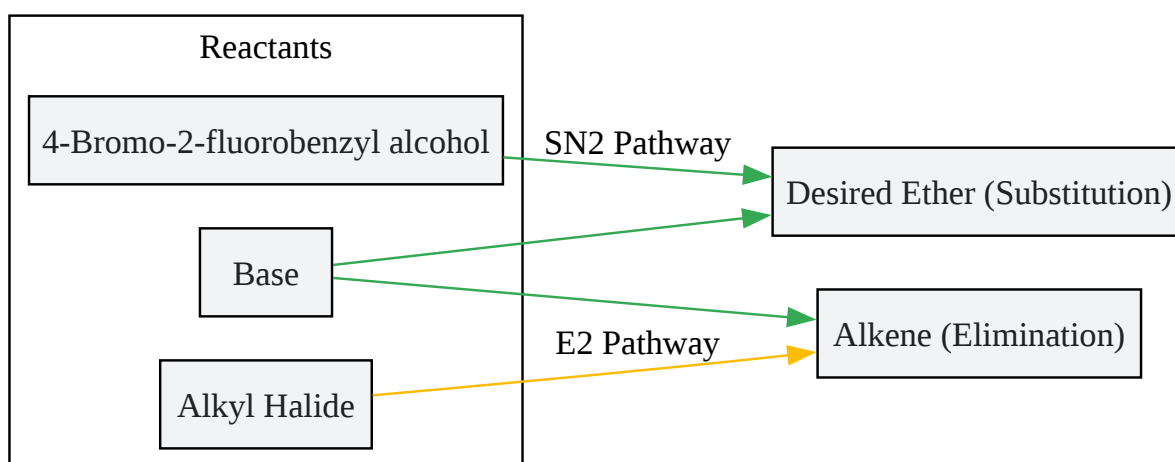 Reactants
4-Bromo-2-fluorobenzyl alcohol
SN2 Pathway
Desired Ether (Substitution)
Base
Alkene (Elimination)
E2 Pathway
Alkyl Halide